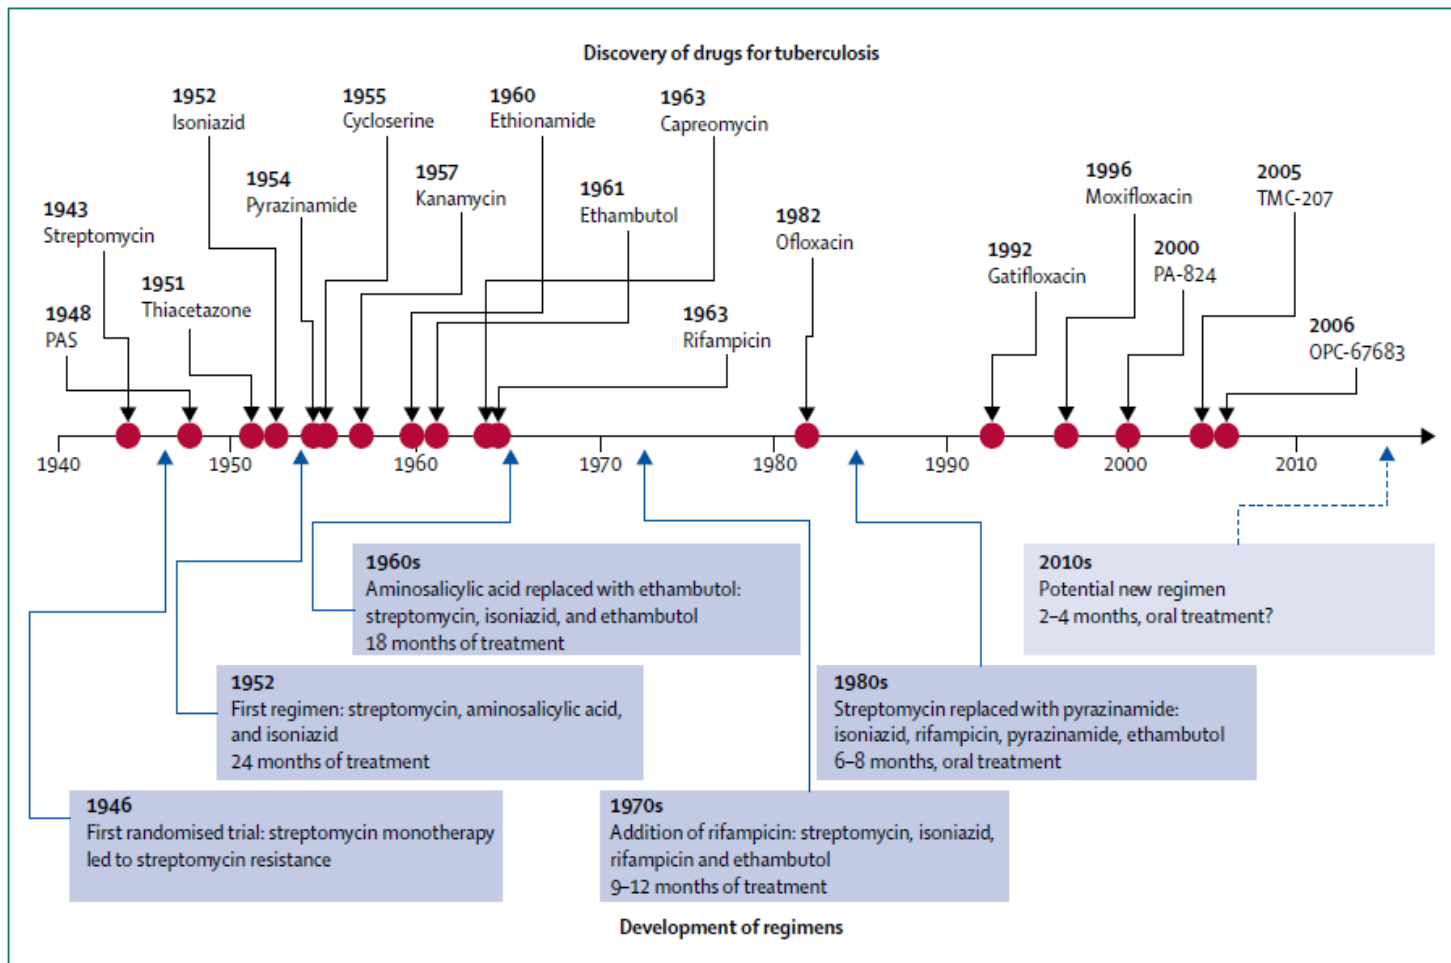 Discovery of drugs for tuberculosis
1952
Isoniazid
1955
Cycloserine
1960
Ethionamide
1963
Capreomycin
1954
Pyrazinamide
1957
Kanamycin
1961
Ethambutol
1996
Moxifloxacin
2005
TMC-207
1943
Streptomycin
1982
Ofloxacin
1992
Gatifloxacin
2000
PA-824
1951
Thiacetazone
1948
PAS
1963
Rifampicin
2006
OPC-67683
1940
1950
1960
1970
1980
1990
2000
2010
1960s
Aminosalicylic acid replaced with ethambutol:
streptomycin, isoniazid, and ethambutol
18 months of treatment
2010s
Potential new regimen
2–4 months, oral treatment?
1952
First regimen: streptomycin, aminosalicylic acid,
and isoniazid
24 months of treatment
1980s
Streptomycin replaced with pyrazinamide:
isoniazid, rifampicin, pyrazinamide, ethambutol
6–8 months, oral treatment
1946
First randomised trial: streptomycin monotherapy
led to streptomycin resistance
1970s
Addition of rifampicin: streptomycin, isoniazid,
rifampicin and ethambutol
9–12 months of treatment
Development of regimens